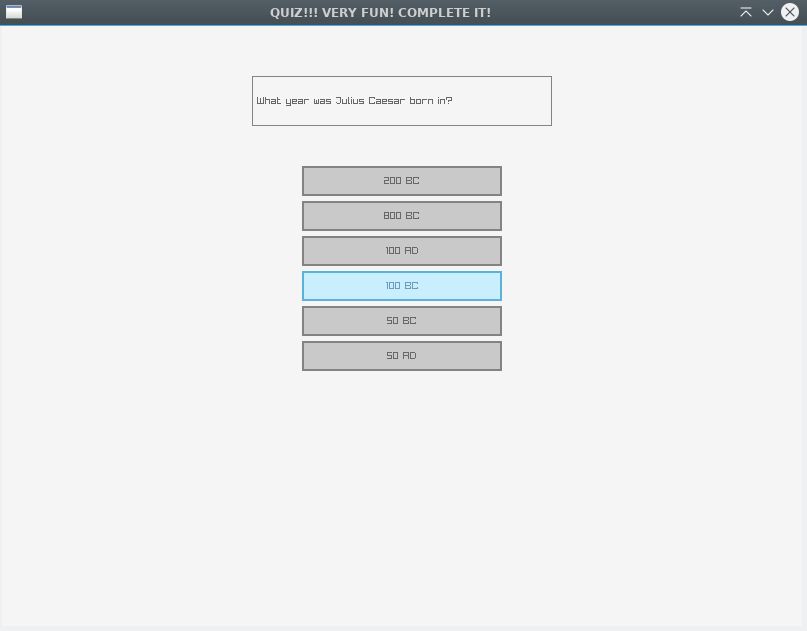 QUIZ!!! VERY FUN! COMPLETE IT!
What year was Julius Caesar born in?
200 BC
800 BC
100 AD
100 BC
50 BC
50 AD